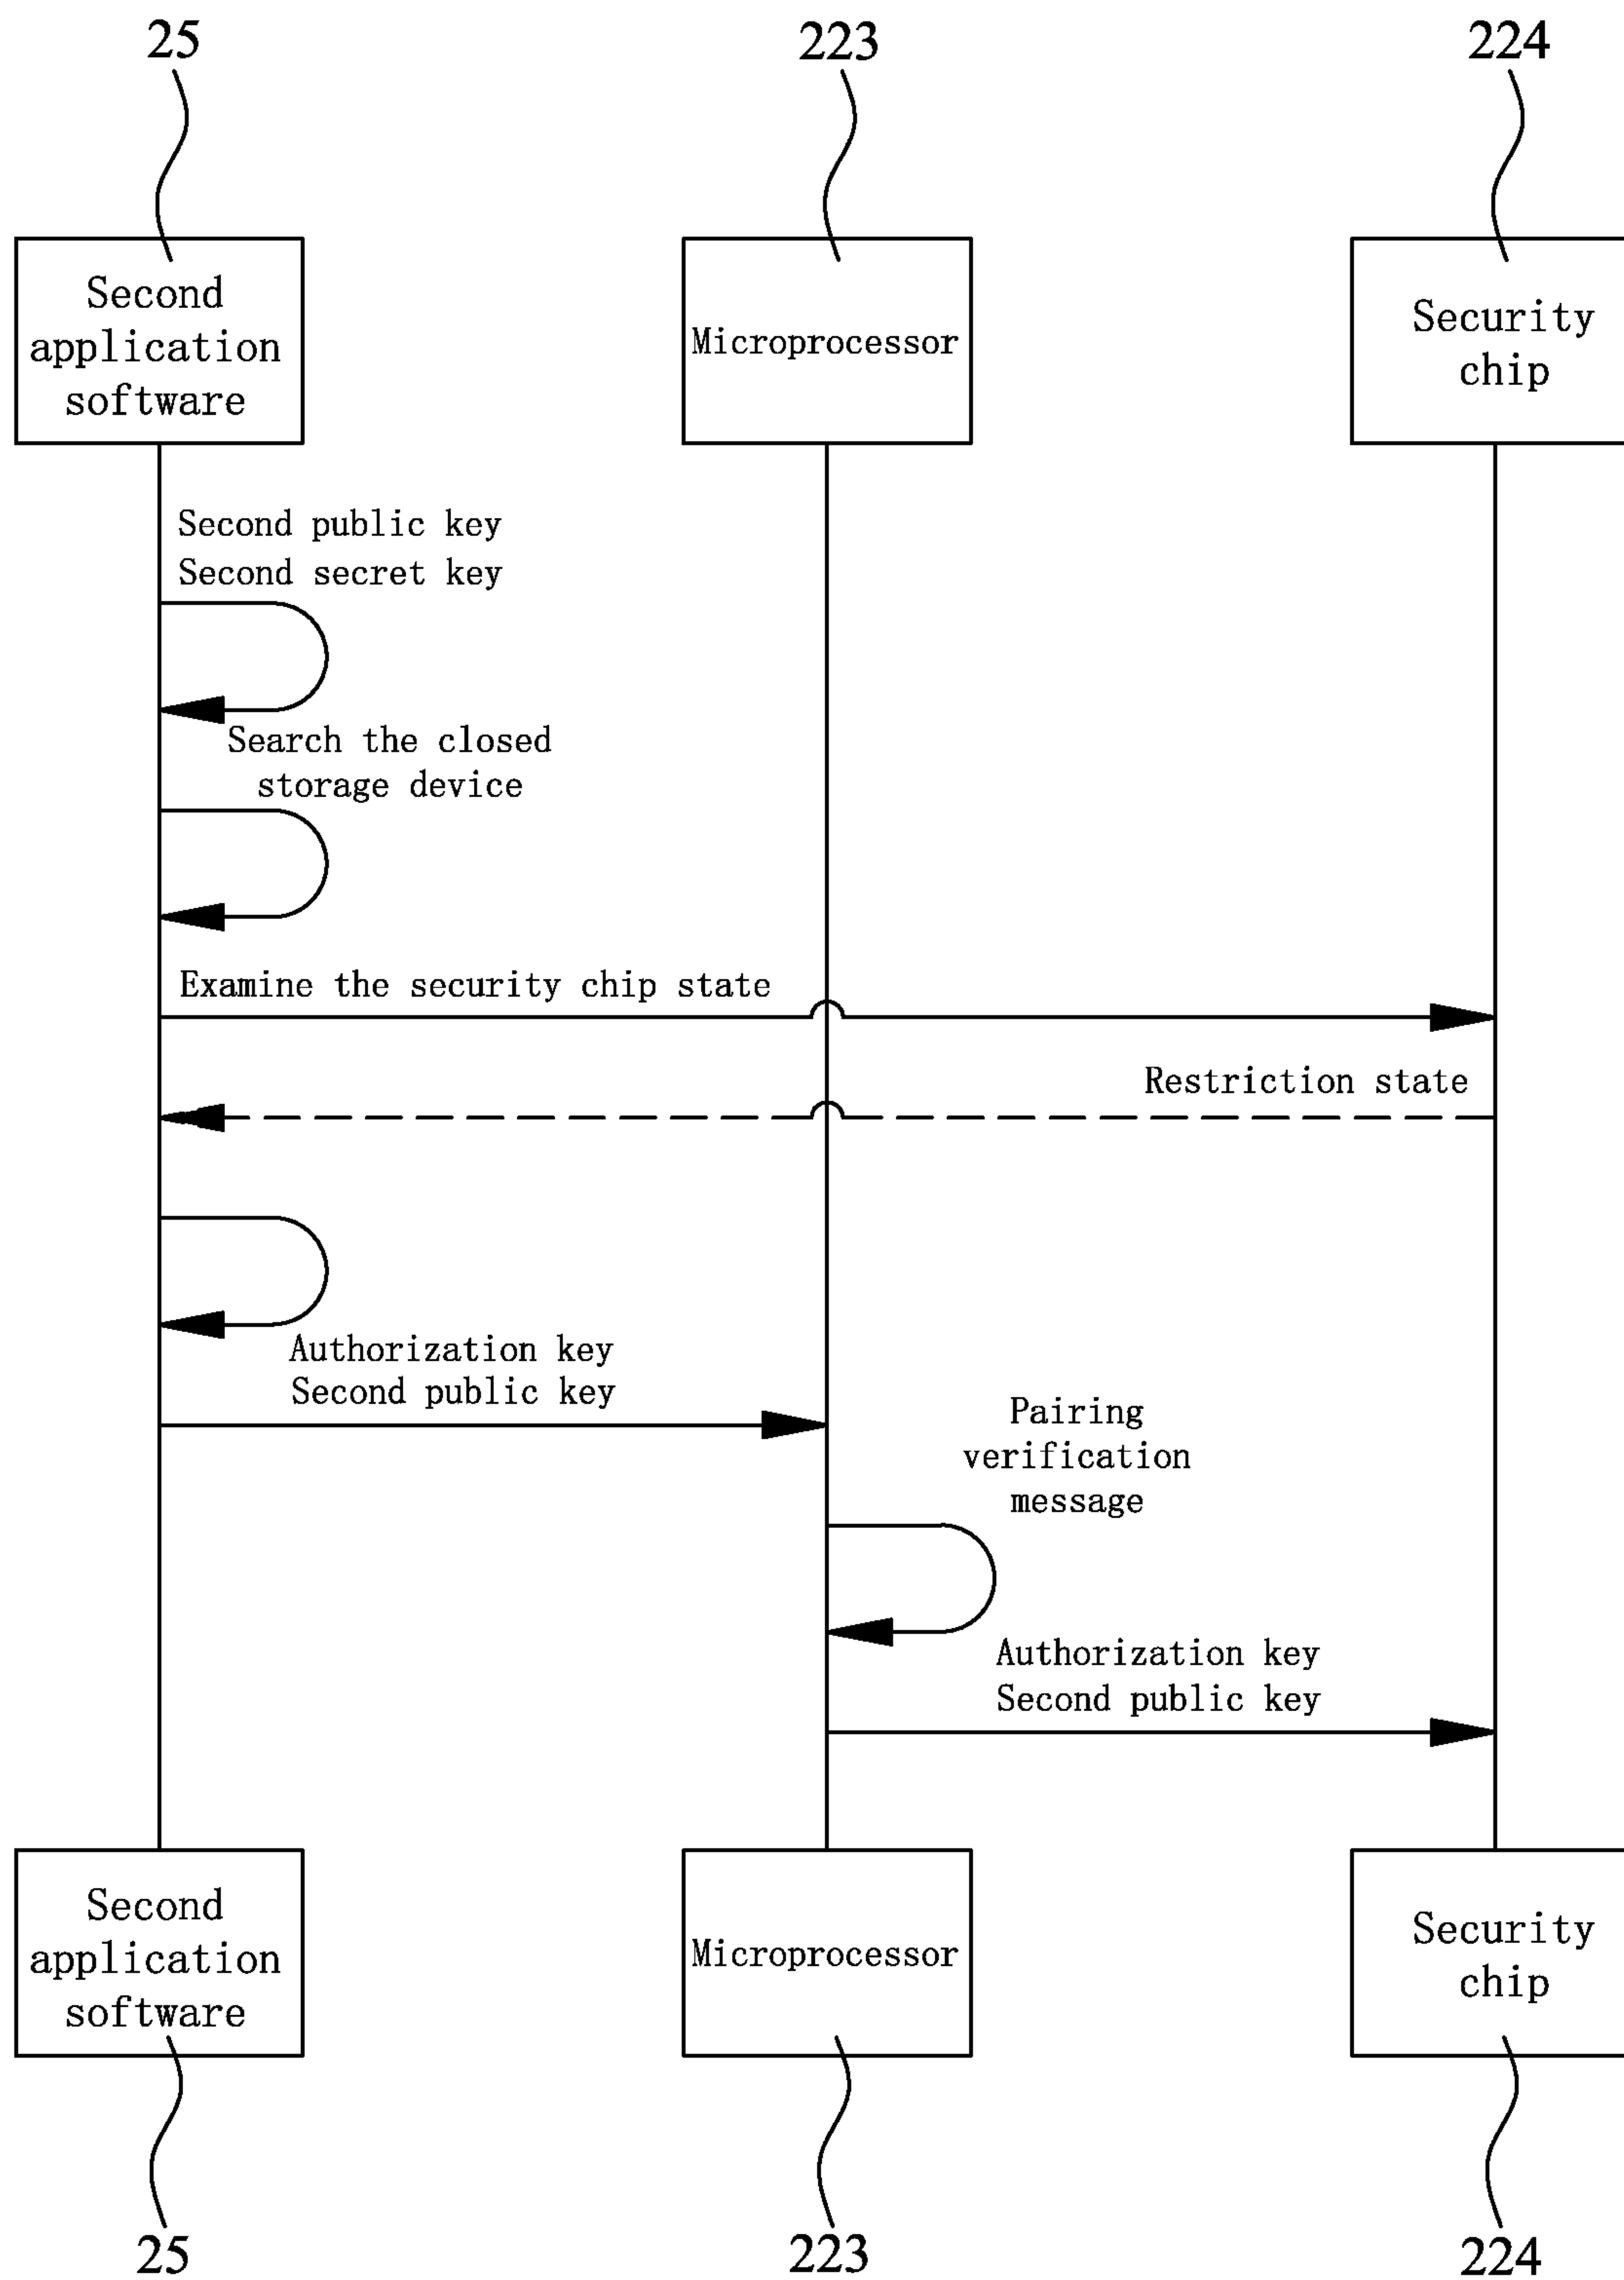 25
223
224
Second
application
software
Microprocessor
Security
chip
Second public key
Second secret key
Search the closed
storage device
Examine the security chip state
Restriction state
Authorization key
Second public key
Pairing
verification
message
Authorization key
Second public key
Second
application
software
Microprocessor
Security
chip
25
223
224